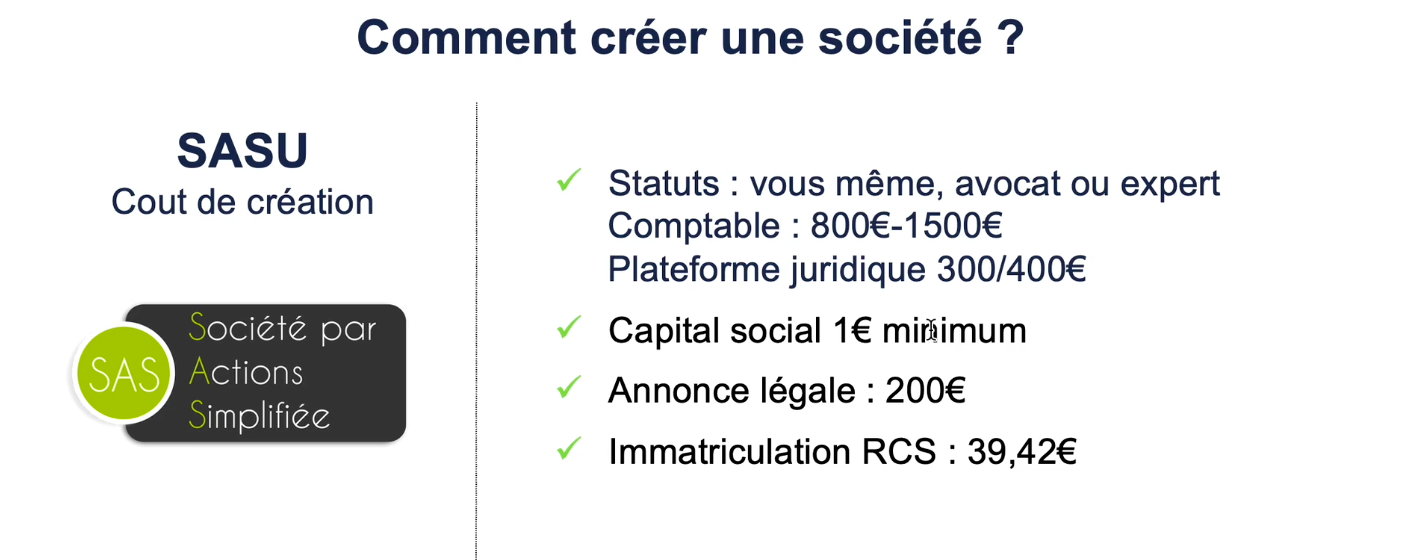 Comment créer une société ?
SASU
Cout de création
SAS
Société par
Actions
Simplifiée
Statuts : vous même, avocat ou expert
Comptable : 800€-1500€
Plateforme juridique 300/400€
Capital social 1€ minimum
Annonce légale : 200€
Immatriculation RCS : 39,42€